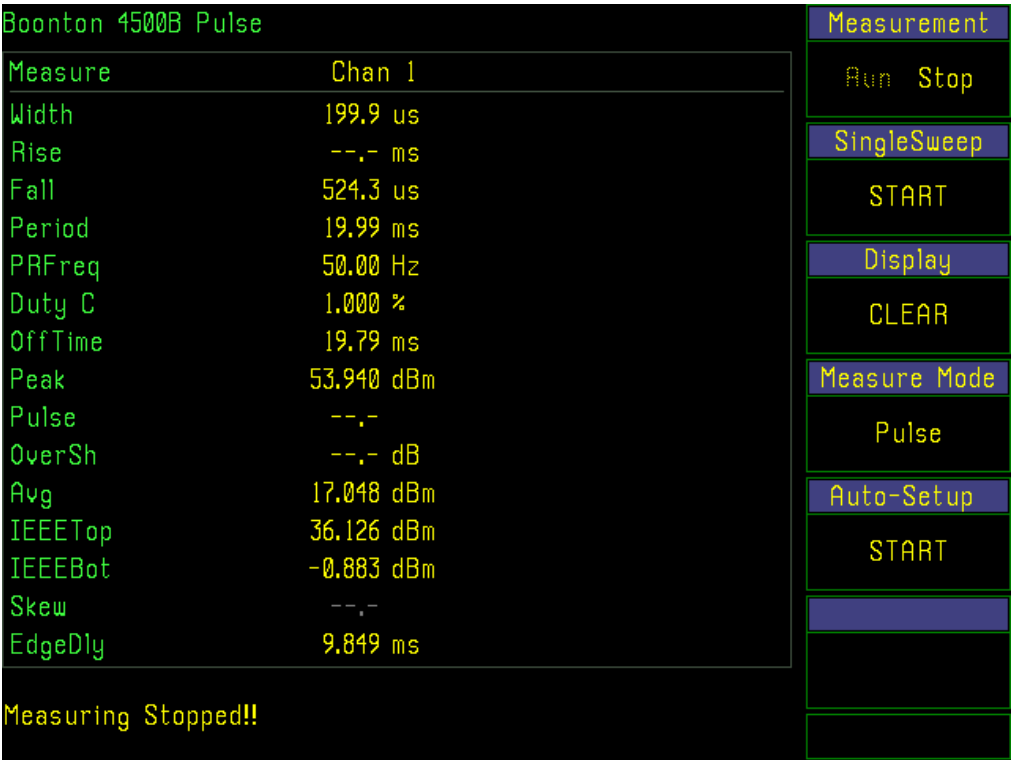 Boonton 4500B Pulse
Measure Chan 1
Width 199.9 us
Rise --.- ms
Fall 524.3 us
Period 19.99 ms
PRFreq 50.00 Hz
Duty C 1.000 %
OffTime 19.79 ms
Peak 53.940 dBm
Pulse --.-
OverSh --.- dB
Avg 17.048 dBm
IEEETop 36.126 dBm
IEEEBot -0.883 dBm
Skew --.-
EdgeDly 9.849 ms
Measuring Stopped!!
Measurement
Run Stop
SingleSweep
START
Display
CLEAR
Measure Mode
Pulse
Auto-Setup
START